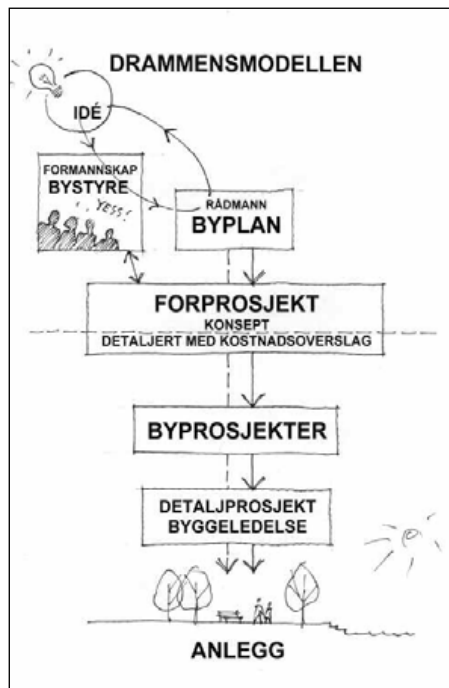 DRAMMENSMODELLEN
IDÉ
FORMANNSKAP
BYSTYRE
YESS!
RÅDMANN
BYPLAN
FORPROSJEKT
KONSEPT
DETALJERT MED KOSTNADSOVERSLAG
BYPROSJEKTER
DETALJPROSJEKT
BYGGELEDELSE
ANLEGG